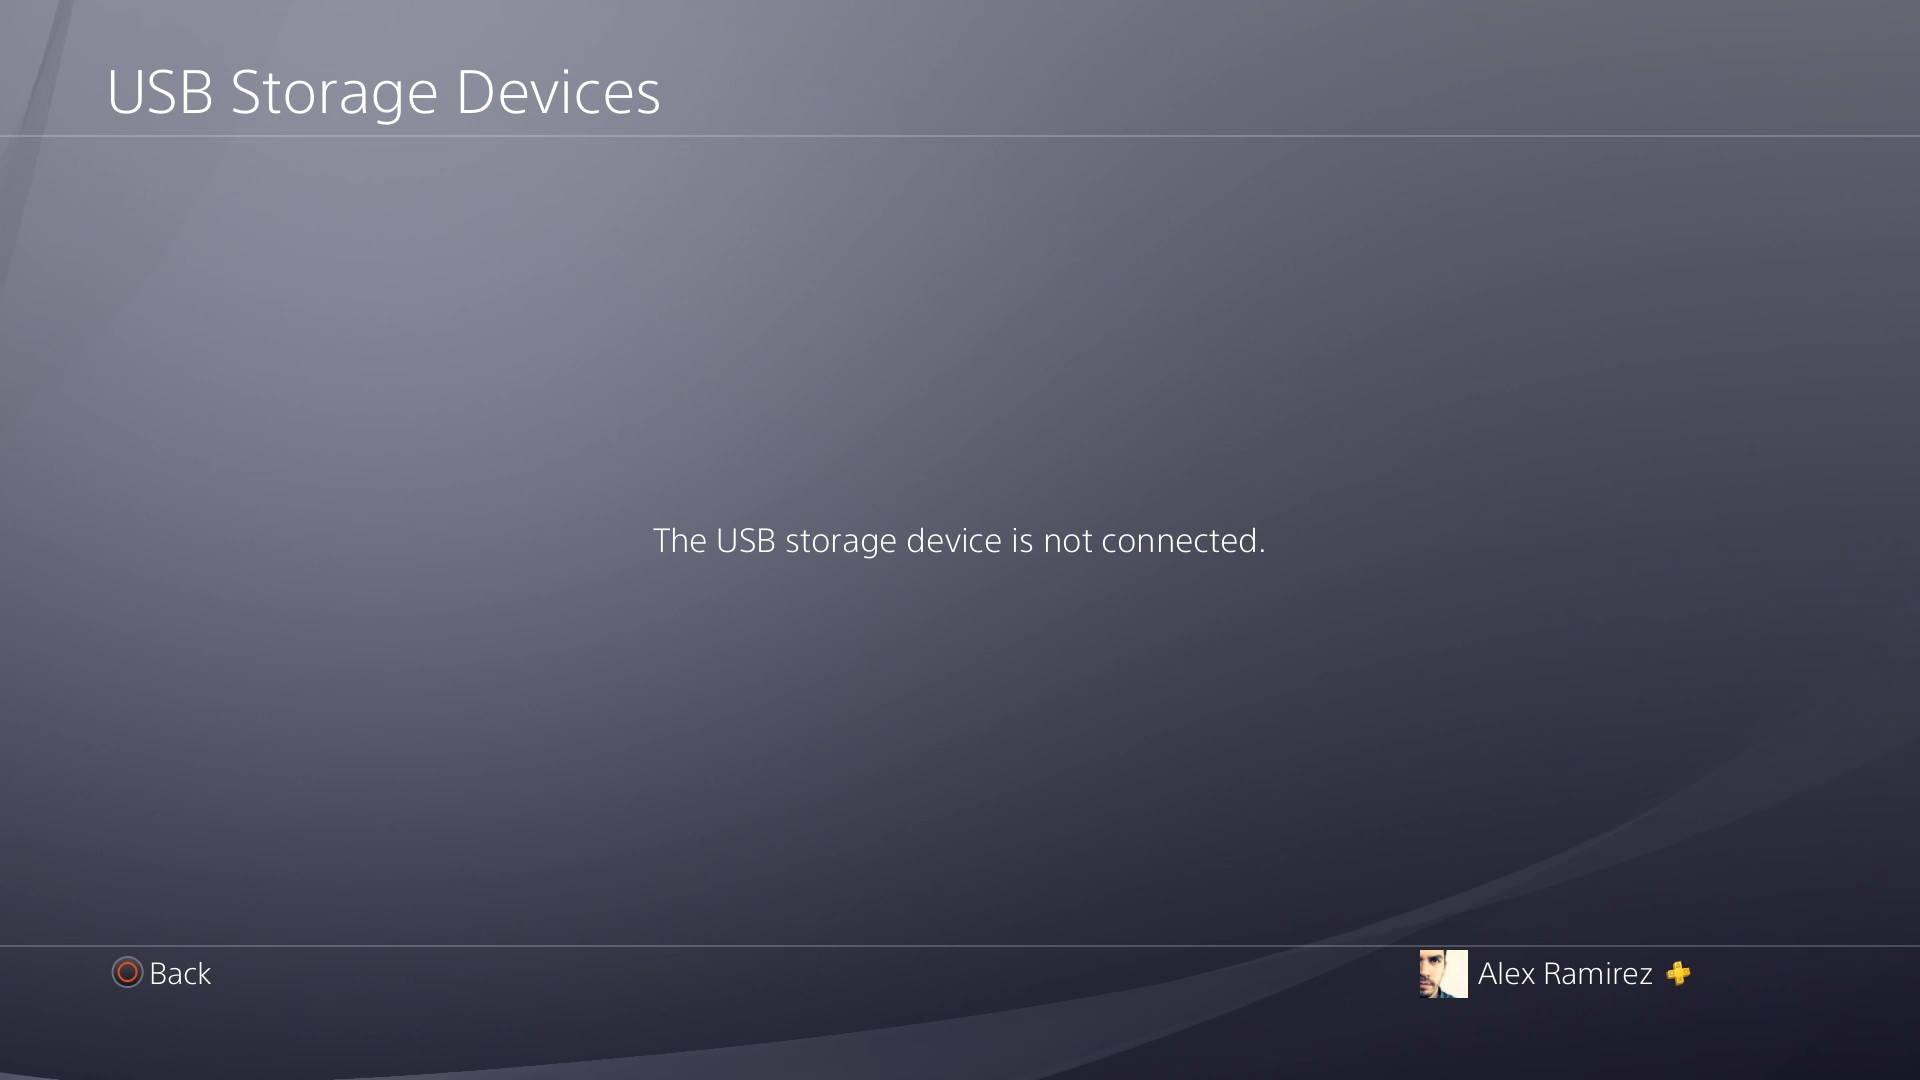 USB Storage Devices
The USB storage device is not connected.
Back
Alex Ramirez